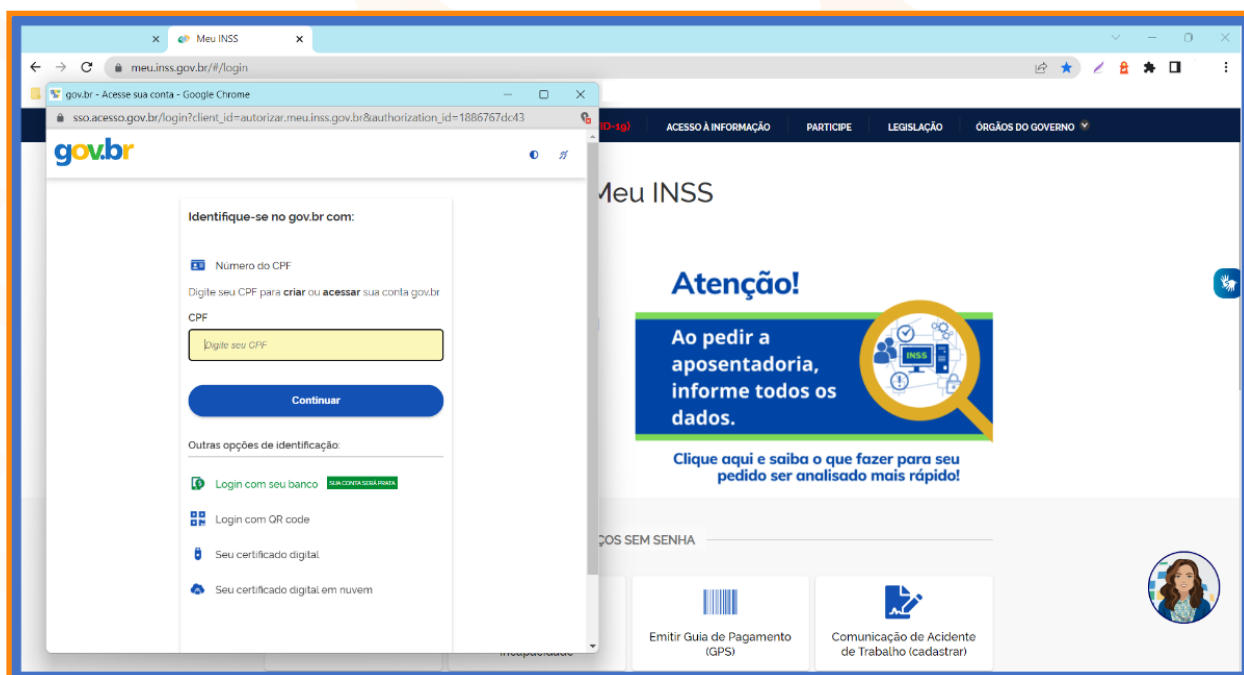 Meu INSS
meu.inss.gov.br/#/login
gov.br - Acesse sua conta - Google Chrome
sso.acesso.gov.br/login?client_id=autorizar.meu.inss.gov.br&authorization_id=1886767dc43
ID-19)
ACESSO À INFORMAÇÃO
PARTICIPE
LEGISLAÇÃO
ÓRGÃOS DO GOVERNO
gov.br
Identifique-se no gov.br com:
Número do CPF
Digite seu CPF para criar ou acessar sua conta gov.br
CPF
Digite seu CPF
Continuar
Outras opções de identificação:
Login com seu banco SUA CONTA SERÁ PRATA
Login com QR code
Seu certificado digital
Seu certificado digital em nuvem
Meu INSS
Atenção!
Ao pedir a
aposentadoria,
informe todos os
dados.
INSS
Clique aqui e saiba o que fazer para seu
pedido ser analisado mais rápido!
ÇOS SEM SENHA
Emitir Guia de Pagamento
(GPS)
Comunicação de Acidente
de Trabalho (cadastrar)